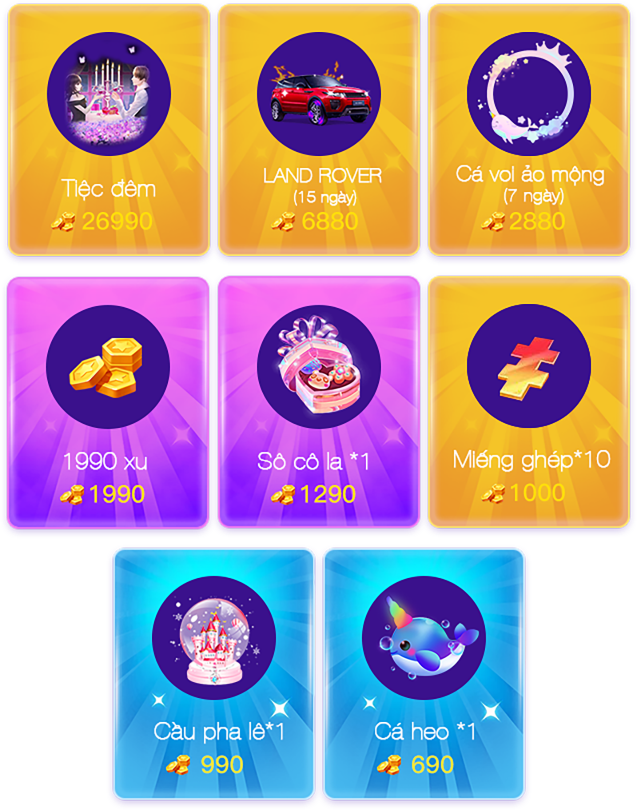 Tiệc đêm
26990
LAND ROVER
(15 ngày)
6880
Cá voi ảo mộng
(7 ngày)
2880
1990 xu
1990
Sô cô la *1
1290
Miếng ghép*10
1000
Cầu pha lê*1
990
Cá heo *1
690